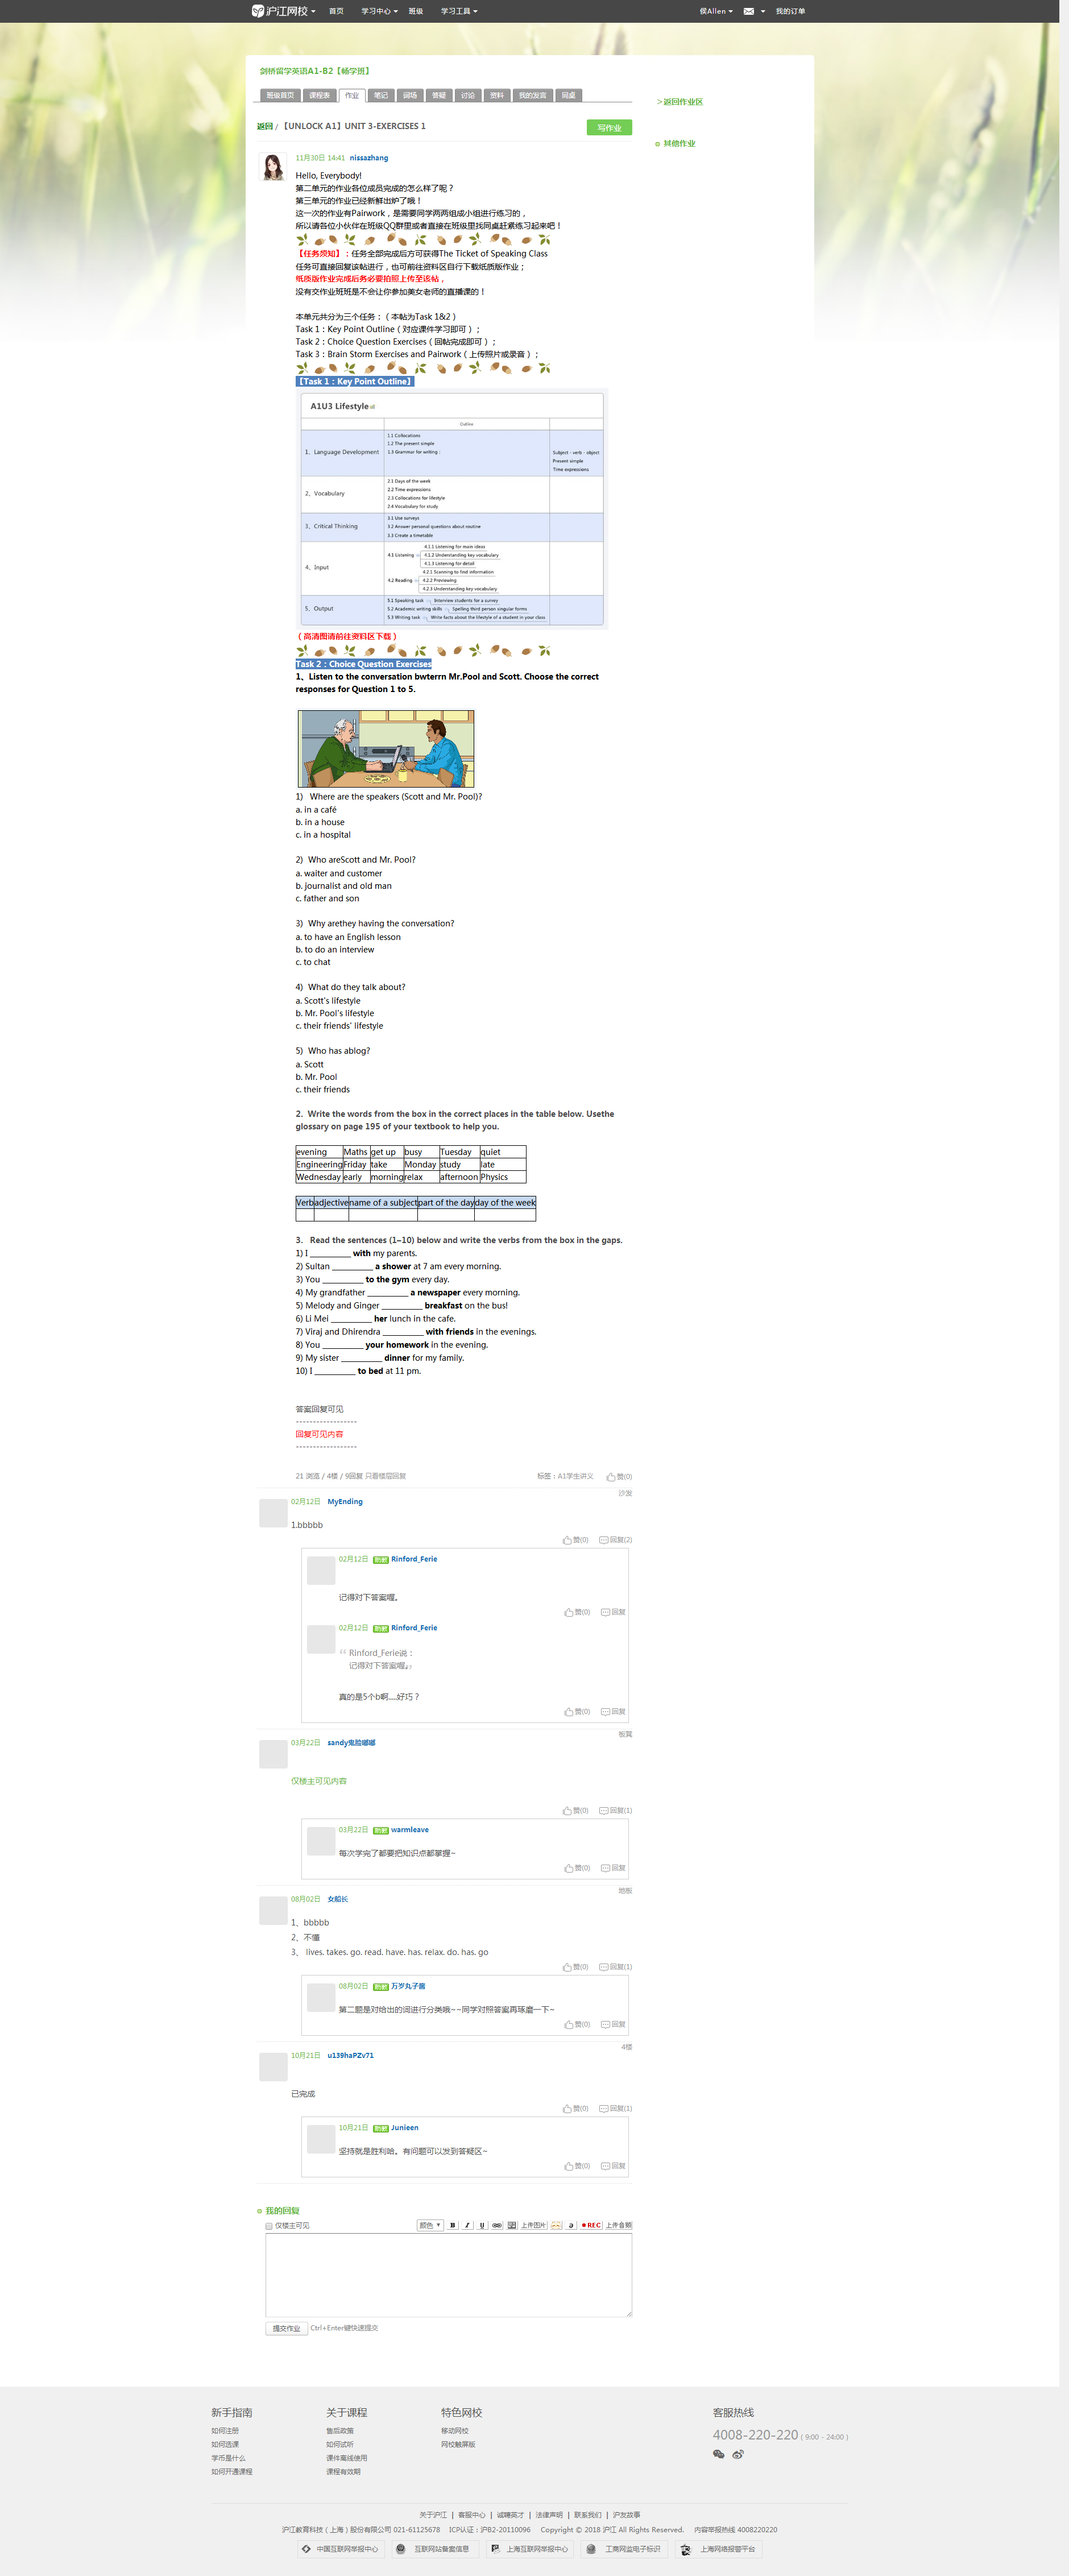 沪江网校 首页 学习中心 班级 学习工具 侯Allen 我的订单
剑桥留学英语A1-B2【畅学班】
班级首页 课程表 作业 笔记 词场 答疑 讨论 资料 我的发言 同桌
>返回作业区
返回 / 【UNLOCK A1】UNIT 3-EXERCISES 1 写作业
其他作业
11月30日 14:41 nissazhang
Hello, Everybody!
第二单元的作业各位成员完成的怎么样了呢？
第三单元的作业已经新鲜出炉了哦！
这一次的作业有Pairwork，是需要同学两两组成小组进行练习的，
所以请各位小伙伴在班级QQ群里或者直接在班级里找同桌赶紧练习起来吧！
【任务须知】：任务全部完成后方可获得The Ticket of Speaking Class
任务可直接回复该帖进行，也可前往资料区自行下载纸质版作业；
纸质版作业完成后务必要拍照上传至该帖，
没有交作业班班是不会让你参加美女老师的直播课的！
本单元共分为三个任务：（本帖为Task 1&2）
Task 1：Key Point Outline（对应课件学习即可）；
Task 2：Choice Question Exercises（回帖完成即可）；
Task 3：Brain Storm Exercises and Pairwork（上传照片或录音）；
【Task 1：Key Point Outline】
A1U3 Lifestyle
Outline
1、Language Development
1.1 Collocations
1.2 The present simple
1.3 Grammar for writing：
Subject - verb - object
Present simple
Time expressions
2、Vocabulary
2.1 Days of the week
2.2 Time expressions
2.3 Collocations for lifestyle
2.4 Vocabulary for study
3、Critical Thinking
3.1 Use surveys
3.2 Answer personal questions about routine
3.3 Create a timetable
4、Input
4.1 Listening
4.1.1 Listening for main ideas
4.1.2 Understanding key vocabulary
4.1.3 Listening for detail
4.2 Reading
4.2.1 Scanning to find information
4.2.2 Previewing
4.2.3 Understanding key vocabulary
5、Output
5.1 Speaking task Interview students for a survey
5.2 Academic writing skills Spelling third person singular forms
5.3 Writing task Write facts about the lifestyle of a student in your class
（高清图请前往资料区下载）
Task 2：Choice Question Exercises
1、Listen to the conversation bwterrn Mr.Pool and Scott. Choose the correct
responses for Question 1 to 5.
1) Where are the speakers (Scott and Mr. Pool)?
a. in a café
b. in a house
c. in a hospital
2) Who areScott and Mr. Pool?
a. waiter and customer
b. journalist and old man
c. father and son
3) Why arethey having the conversation?
a. to have an English lesson
b. to do an interview
c. to chat
4) What do they talk about?
a. Scott's lifestyle
b. Mr. Pool's lifestyle
c. their friends' lifestyle
5) Who has ablog?
a. Scott
b. Mr. Pool
c. their friends
2. Write the words from the box in the correct places in the table below. Usethe
glossary on page 195 of your textbook to help you.
evening Maths get up busy Tuesday quiet
Engineering Friday take Monday study late
Wednesday early morning relax afternoon Physics
Verb adjective name of a subject part of the day day of the week
3. Read the sentences (1–10) below and write the verbs from the box in the gaps.
1) I __________ with my parents.
2) Sultan __________ a shower at 7 am every morning.
3) You __________ to the gym every day.
4) My grandfather __________ a newspaper every morning.
5) Melody and Ginger __________ breakfast on the bus!
6) Li Mei __________ her lunch in the cafe.
7) Viraj and Dhirendra __________ with friends in the evenings.
8) You __________ your homework in the evening.
9) My sister __________ dinner for my family.
10) I __________ to bed at 11 pm.
答案回复可见
------------------
回复可见内容
------------------
21 浏览 / 4楼 / 9回复 只看楼层回复 标签：A1学生讲义 赞(0)
沙发
02月12日 MyEnding
1.bbbbb
赞(0) 回复(2)
02月12日 助教 Rinford_Ferie
记得对下答案喔。
赞(0) 回复
02月12日 助教 Rinford_Ferie
Rinford_Ferie说：
记得对下答案喔。
真的是5个b啊....好巧？
赞(0) 回复
板凳
03月22日 sandy鬼脸嘟嘟
仅楼主可见内容
赞(0) 回复(1)
03月22日 助教 warmleave
每次学完了都要把知识点都掌握~
赞(0) 回复
地板
08月02日 女船长
1、bbbbb
2、不懂
3、 lives. takes. go. read. have. has. relax. do. has. go
赞(0) 回复(1)
08月02日 助教 万岁丸子酱
第二题是对给出的词进行分类哦~~同学对照答案再琢磨一下~
赞(0) 回复
4楼
10月21日 u139haPZv71
已完成
赞(0) 回复(1)
10月21日 助教 Junieen
坚持就是胜利哈。有问题可以发到答疑区~
赞(0) 回复
我的回复
仅楼主可见 颜色 B I U 上传图片 a REC 上传音频
提交作业 Ctrl+Enter键快速提交
新手指南 关于课程 特色网校 客服热线
如何注册 售后政策 移动网校 4008-220-220 ( 9:00 - 24:00 )
如何选课 如何试听 网校触屏版
学币是什么 课件离线使用
如何开通课程 课程有效期
关于沪江 | 客服中心 | 诚聘英才 | 法律声明 | 联系我们 | 沪友故事
沪江教育科技（上海）股份有限公司 021-61125678 ICP认证：沪B2-20110096 Copyright © 2018 沪江 All Rights Reserved. 内容举报热线 4008220220
中国互联网举报中心 互联网站备案信息 上海互联网举报中心 工商网监电子标识 上海网络报警平台